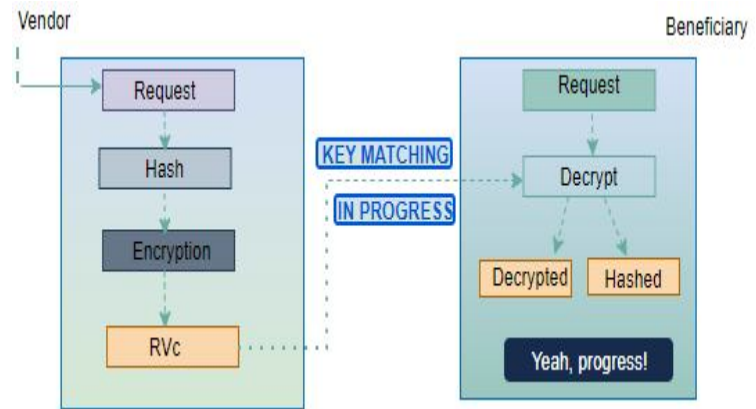 Vendor
Beneficiary
Request
Hash
Encryption
RVc
KEY MATCHING
IN PROGRESS
Request
Decrypt
Decrypted
Hashed
Yeah, progress!